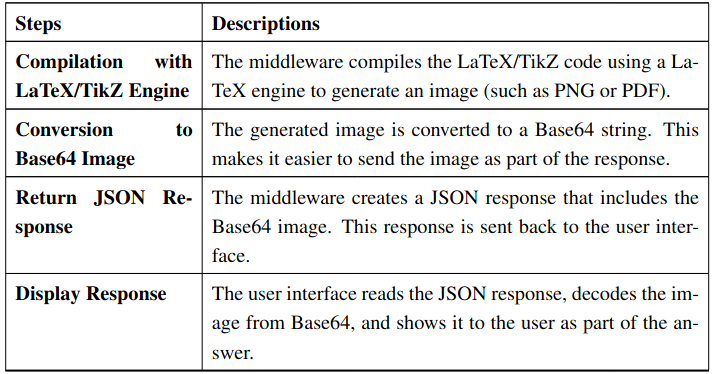 Steps Descriptions
Compilation with The middleware compiles the LaTeX/TikZ code using a La-
LaTeX/TikZ Engine TeX engine to generate an image (such as PNG or PDF).
Conversion to The generated image is converted to a Base64 string. This
Base64 Image makes it easier to send the image as part of the response.
Return JSON Re- The middleware creates a JSON response that includes the
sponse Base64 image. This response is sent back to the user inter-
face.
Display Response The user interface reads the JSON response, decodes the im-
age from Base64, and shows it to the user as part of the an-
swer.